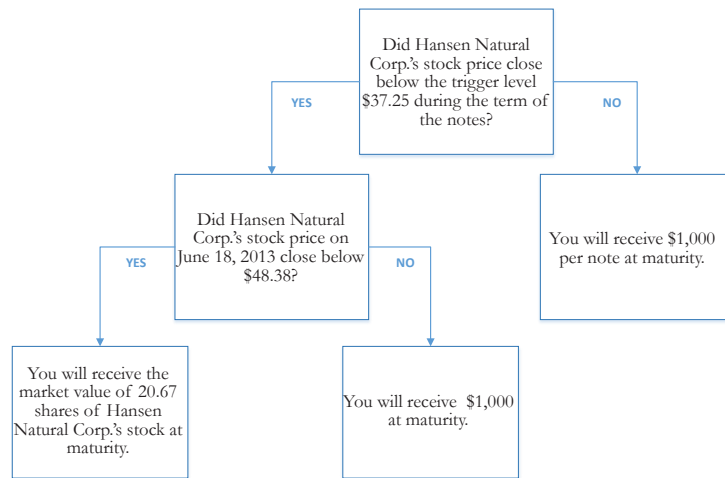 Did Hansen Natural
Corp.'s stock price close
below the trigger level
$37.25 during the term of
the notes?
YES
NO
Did Hansen Natural
Corp.'s stock price on
June 18, 2013 close below
$48.38?
You will receive $1,000
per note at maturity.
YES
NO
You will receive the
market value of 20.67
shares of Hansen
Natural Corp.'s stock at
maturity.
You will receive $1,000
at maturity.